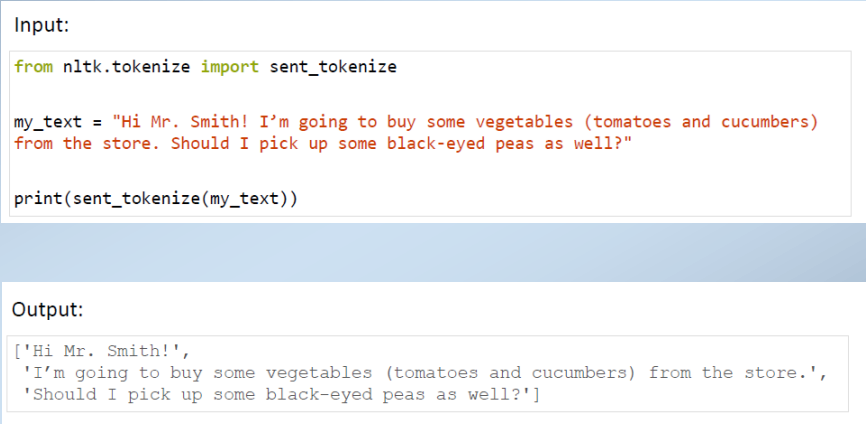 Input:
from nltk.tokenize import sent_tokenize
my_text = "Hi Mr. Smith! I’m going to buy some vegetables (tomatoes and cucumbers)
from the store. Should I pick up some black-eyed peas as well?"
print(sent_tokenize(my_text))
Output:
['Hi Mr. Smith!',
'I’m going to buy some vegetables (tomatoes and cucumbers) from the store.',
'Should I pick up some black-eyed peas as well?']